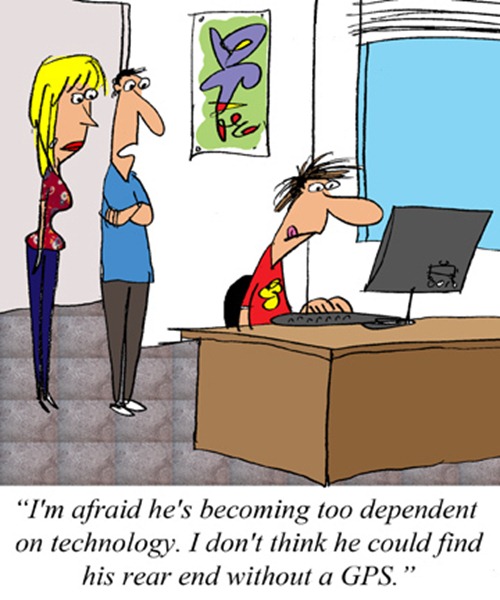 “I'm afraid he's becoming too dependent
on technology. I don't think he could find
his rear end without a GPS.”